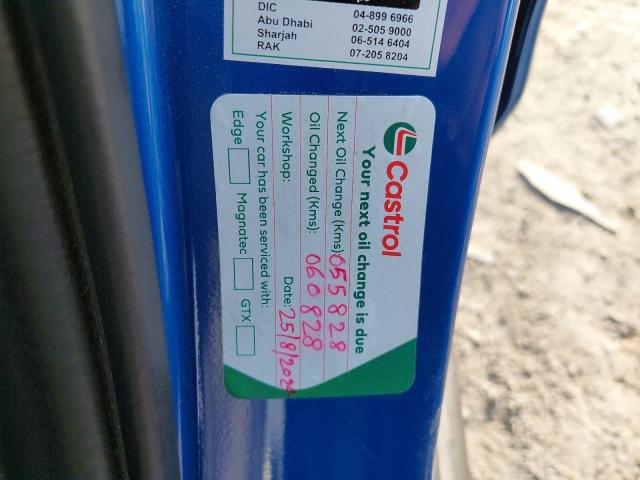 DIC 04-899 6966
Abu Dhabi 02-505 9000
Sharjah 06-514 6404
RAK 07-205 8204
Castrol
Your next oil change is due
Next Oil Change (Kms): 055828
Oil Changed (Kms): 060828
Workshop: Date: 25/8/2024
Your car has been serviced with:
Edge Magnatec GTX